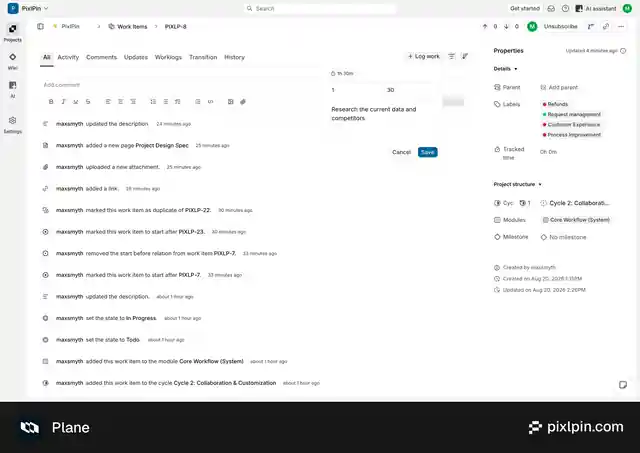 P PixlPin
Search
Get started
AI assistant
M
Projects
Wiki
AI
Settings
PixlPin > Work Items > PIXLP-8
0 0
M Unsubscribe
All Activity Comments Updates Worklogs Transition History
+ Log work
Add comment
B I U S
1h 30m
1 30
Research the current data and
competitors
Cancel Save
maxsmyth updated the description 24 minutes ago
maxsmyth added a new page Project Design Spec 25 minutes ago
maxsmyth uploaded a new attachment. 25 minutes ago
maxsmyth added a link. 26 minutes ago
maxsmyth marked this work item as duplicate of PIXLP-22. 30 minutes ago
maxsmyth marked this work item to start after PIXLP-23. 30 minutes ago
maxsmyth removed the start before relation from work item PIXLP-7. 33 minutes ago
maxsmyth marked this work item to start after PIXLP-7. 33 minutes ago
maxsmyth updated the description. about 1 hour ago
maxsmyth set the state to In Progress. about 1 hour ago
maxsmyth set the state to Todo. about 1 hour ago
maxsmyth added this work item to the module Core Workflow (System) about 1 hour ago
maxsmyth added this work item to the cycle Cycle 2: Collaboration & Customization about 1 hour ago
Properties
Updated 4 minutes ago
Details
Parent Add parent
Labels Refunds
Request management
Customer Experience
Process Improvement
Tracked
time
0h 0m
Project structure
Cyc 1 Cycle 2: Collaborati...
Modules Core Workflow (System)
Milestone No milestone
Created by maxsmyth
Created on Aug 20, 2026 1:15PM
Updated on Aug 20, 2026 2:26PM
Plane
pixlpin.com